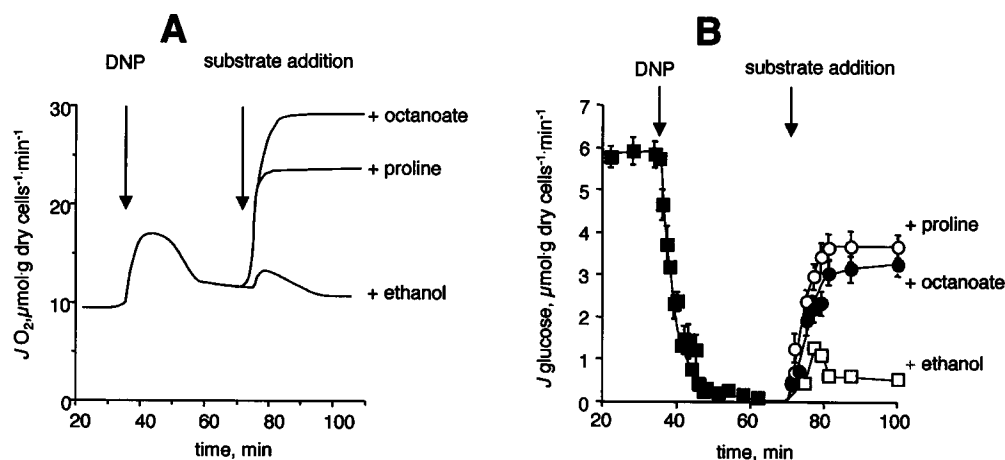 A
DNP
substrate addition
30
20
10
0
J O₂,µmol·g dry cells⁻¹·min⁻¹
+ octanoate
+ proline
+ ethanol
20 40 60 80 100
time, min
B
DNP
substrate addition
7
6
5
4
3
2
1
0
J glucose, µmol·g dry cells⁻¹·min⁻¹
+ proline
+ octanoate
+ ethanol
20 40 60 80 100
time, min